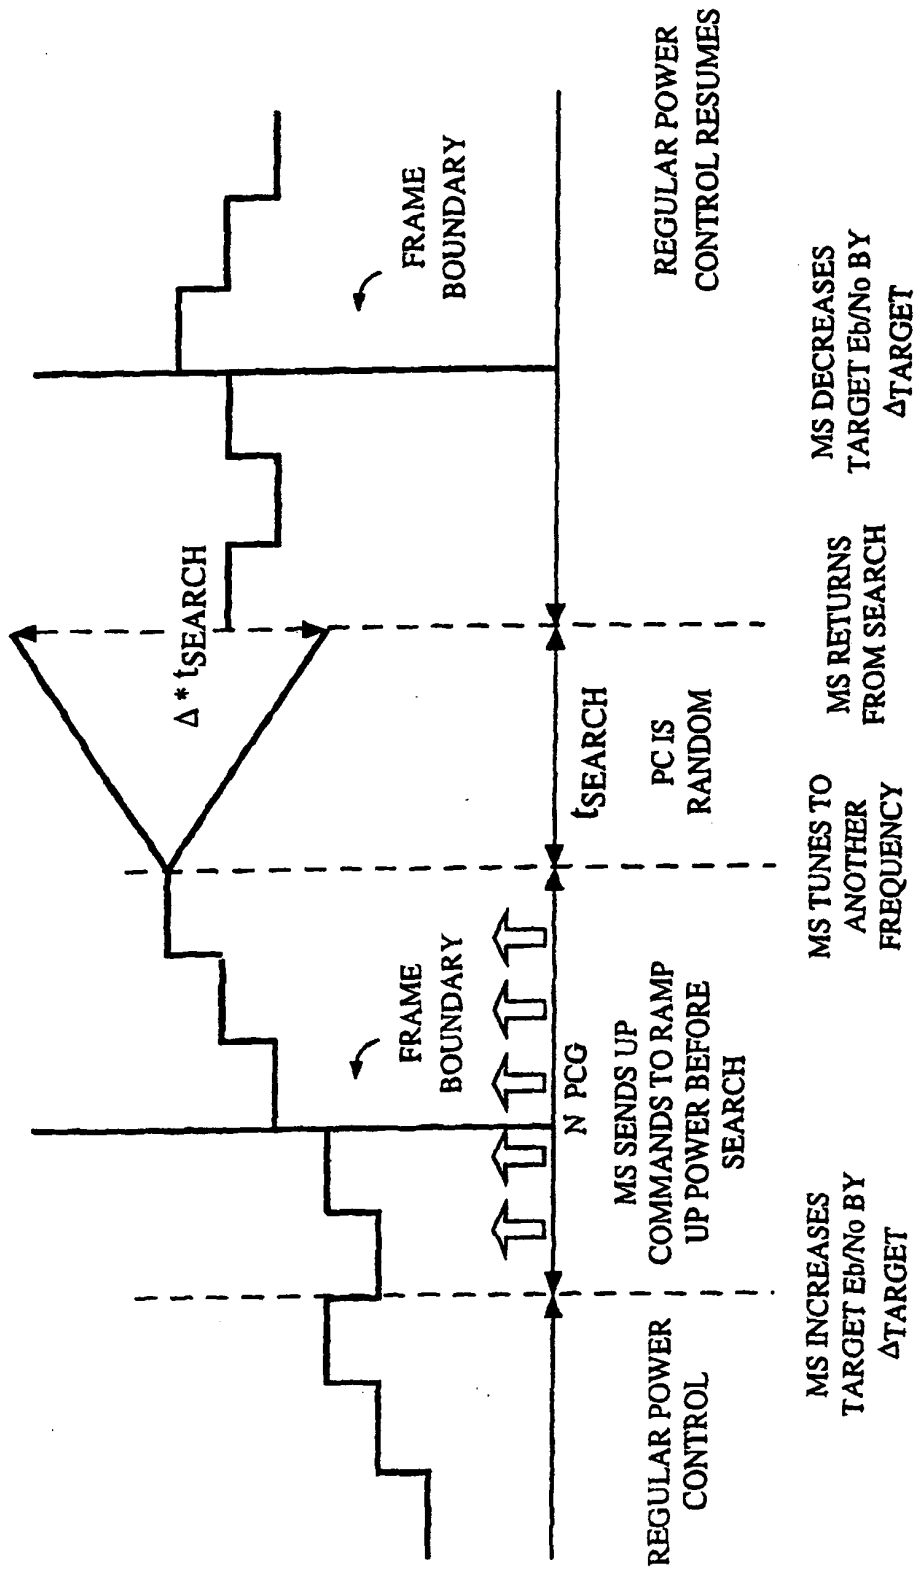 Δ * tSEARCH
FRAME
BOUNDARY
FRAME
BOUNDARY
N PCG
tSEARCH
REGULAR POWER
CONTROL
MS SENDS UP
COMMANDS TO RAMP
UP POWER BEFORE
SEARCH
PC IS
RANDOM
REGULAR POWER
CONTROL RESUMES
MS INCREASES
TARGET Eb/No BY
ΔTARGET
MS TUNES TO
ANOTHER
FREQUENCY
MS RETURNS
FROM SEARCH
MS DECREASES
TARGET Eb/No BY
ΔTARGET